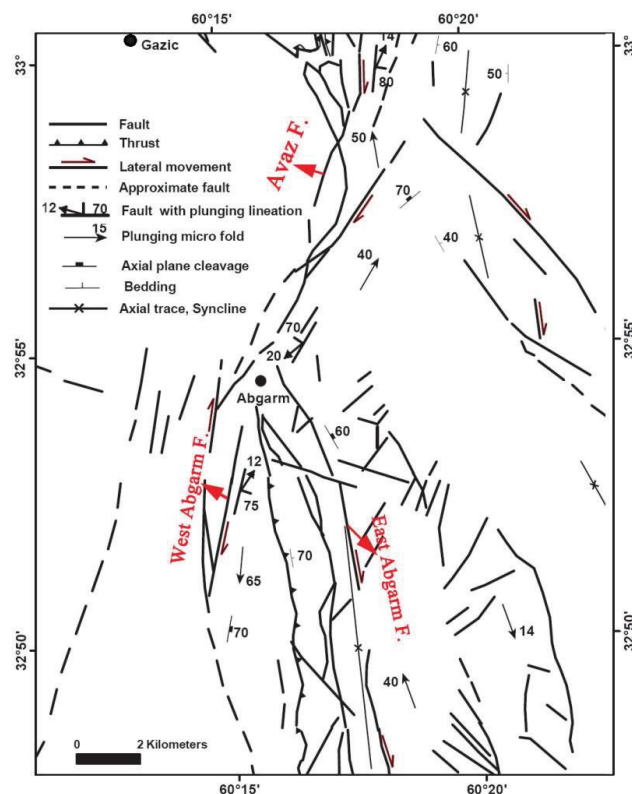 60°15' 60°20'
33° Gazic 14 60 33°
80 50
Fault 50
Thrust Avaz F.
Lateral movement
Approximate fault 70
12 70 Fault with plunging lineation
15 Plunging micro fold 40 40
Axial plane cleavage
Bedding
Axial trace, Syncline 70
32°55' 20 32°55'
Abgarm
60
West Abgarm F. 12
75 East Abgarm F.
70
65
70 14
32°50' 32°50'
40
0 2 Kilometers
60°15' 60°20'